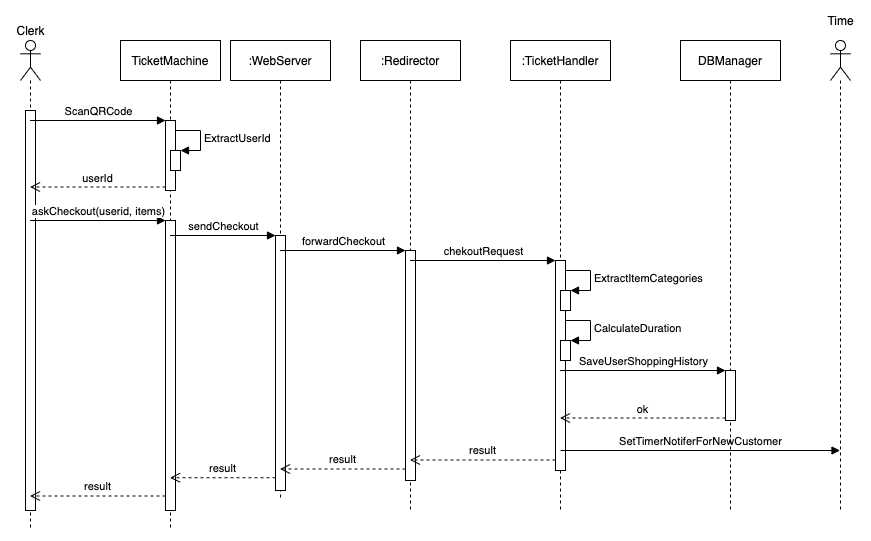 Clerk
Time
TicketMachine
:WebServer
:Redirector
:TicketHandler
DBManager
ScanQRCode
ExtractUserId
userId
askCheckout(userid, items)
sendCheckout
forwardCheckout
chekoutRequest
ExtractItemCategories
CalculateDuration
SaveUserShoppingHistory
ok
SetTimerNotiferForNewCustomer
result
result
result
result